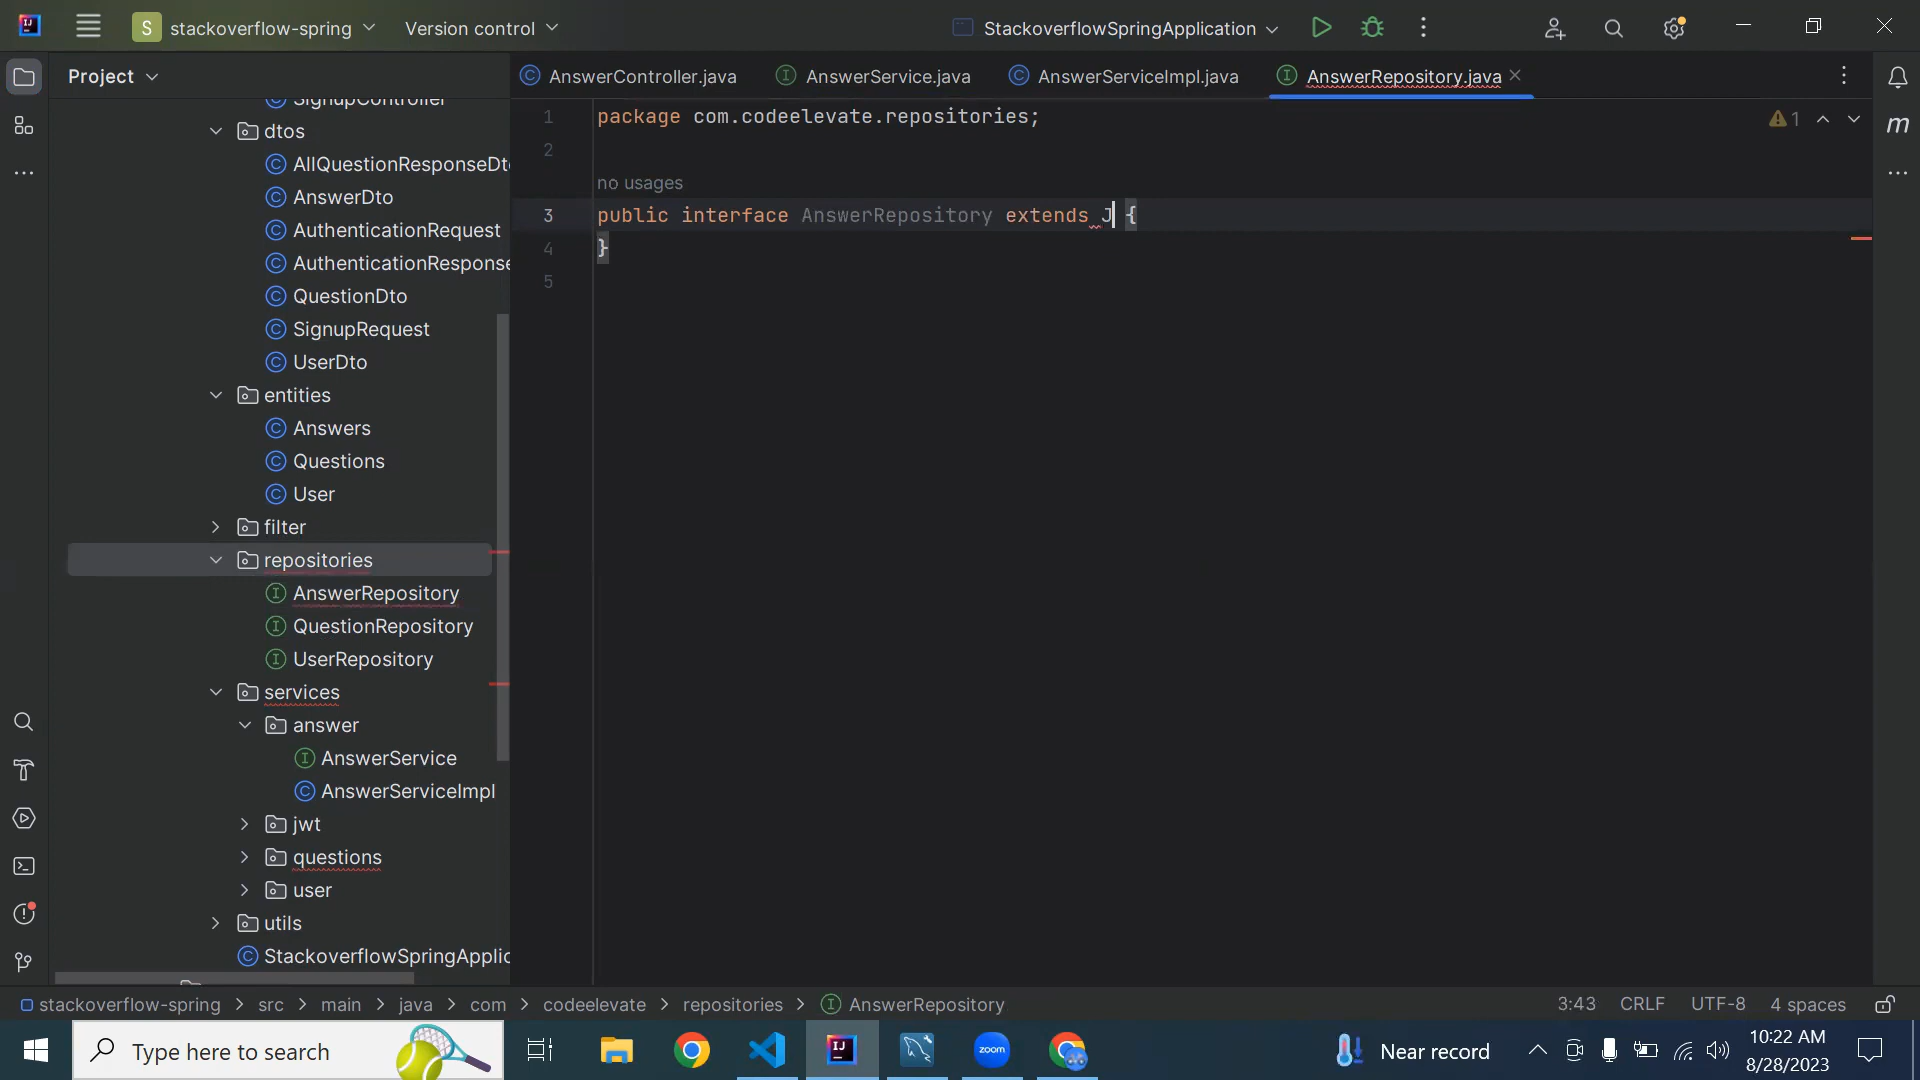 S stackoverflow-spring Version control StackoverflowSpringApplication
Project
AnswerController.java AnswerService.java AnswerServiceImpl.java AnswerRepository.java
SignupController
dtos
AllQuestionResponseDto
AnswerDto
AuthenticationRequest
AuthenticationResponse
QuestionDto
SignupRequest
UserDto
entities
Answers
Questions
User
filter
repositories
AnswerRepository
QuestionRepository
UserRepository
services
answer
AnswerService
AnswerServiceImpl
jwt
questions
user
utils
StackoverflowSpringApplic
1 package com.codeelevate.repositories;
2
no usages
3 public interface AnswerRepository extends J {
4 }
5
1
m
stackoverflow-spring > src > main > java > com > codeelevate > repositories > AnswerRepository 3:43 CRLF UTF-8 4 spaces
Type here to search
zoom
Near record
10:22 AM
8/28/2023